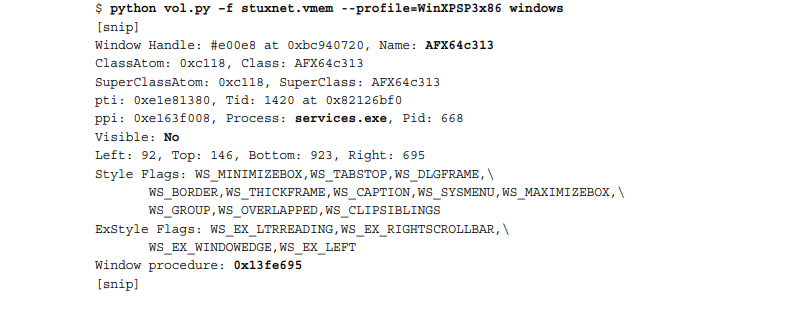 $ python vol.py -f stuxnet.vmem --profile=WinXPSP3x86 windows
[snip]
Window Handle: #e00e8 at 0xbc940720, Name: AFX64c313
ClassAtom: 0xc118, Class: AFX64c313
SuperClassAtom: 0xc118, SuperClass: AFX64c313
pti: 0xe1e81380, Tid: 1420 at 0x82126bf0
ppi: 0xe163f008, Process: services.exe, Pid: 668
Visible: No
Left: 92, Top: 146, Bottom: 923, Right: 695
Style Flags: WS_MINIMIZEBOX,WS_TABSTOP,WS_DLGFRAME,\
WS_BORDER,WS_THICKFRAME,WS_CAPTION,WS_SYSMENU,WS_MAXIMIZEBOX,\
WS_GROUP,WS_OVERLAPPED,WS_CLIPSIBLINGS
ExStyle Flags: WS_EX_LTRREADING,WS_EX_RIGHTSCROLLBAR,\
WS_EX_WINDOWEDGE,WS_EX_LEFT
Window procedure: 0x13fe695
[snip]